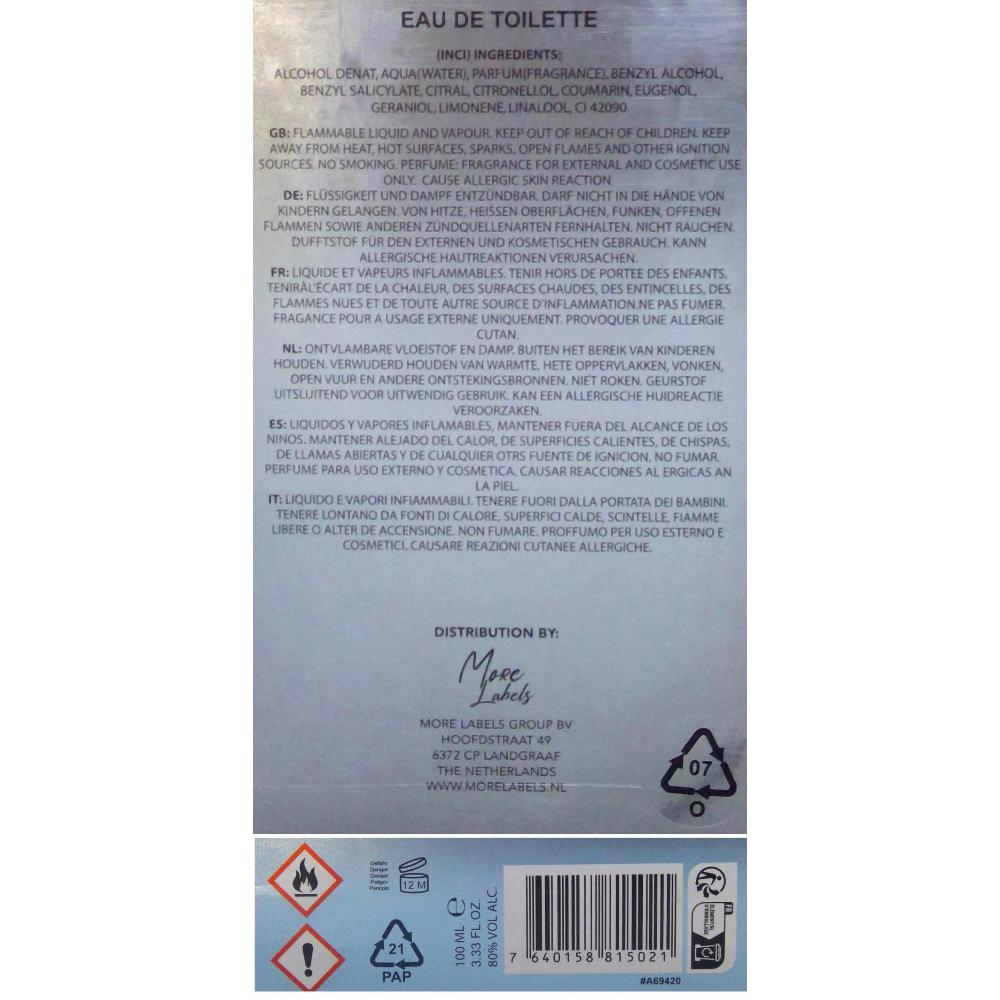 EAU DE TOILETTE
(INCI) INGREDIENTS:
ALCOHOL DENAT, AQUA(WATER), PARFUM(FRAGRANCE), BENZYL ALCOHOL,
BENZYL SALICYLATE, CITRAL, CITRONELLOL, COUMARIN, EUGENOL,
GERANIOL, LIMONENE, LINALOOL, CI 42090
GB: FLAMMABLE LIQUID AND VAPOUR. KEEP OUT OF REACH OF CHILDREN. KEEP
AWAY FROM HEAT, HOT SURFACES, SPARKS, OPEN FLAMES AND OTHER IGNITION
SOURCES. NO SMOKING. PERFUME: FRAGRANCE FOR EXTERNAL AND COSMETIC USE
ONLY. CAUSE ALLERGIC SKIN REACTION.
DE: FLÜSSIGKEIT UND DAMPF ENTZÜNDBAR. DARF NICHT IN DIE HÄNDE VON
KINDERN GELANGEN. VON HITZE, HEISSEN OBERFLÄCHEN, FUNKEN, OFFENEN
FLAMMEN SOWIE ANDEREN ZÜNDQUELLENARTEN FERNHALTEN. NICHT RAUCHEN.
DUFFTSTOF FÜR DEN EXTERNEN UND KOSMETISCHEN GEBRAUCH. KANN
ALLERGISCHE HAUTREAKTIONEN VERURSACHEN.
FR: LIQUIDE ET VAPEURS INFLAMMABLES. TENIR HORS DE PORTEE DES ENFANTS.
TENIRÀL'ÉCART DE LA CHALEUR, DES SURFACES CHAUDES, DES ENTINCELLES, DES
FLAMMES NUES ET DE TOUTE AUTRE SOURCE D'INFLAMMATION.NE PAS FUMER.
FRAGANCE POUR A USAGE EXTERNE UNIQUEMENT. PROVOQUER UNE ALLERGIE
CUTAN.
NL: ONTVLAMBARE VLOEISTOF EN DAMP. BUITEN HET BEREIK VAN KINDEREN
HOUDEN. VERWIJDERD HOUDEN VAN WARMTE, HETE OPPERVLAKKEN, VONKEN,
OPEN VUUR EN ANDERE ONTSTEKINGSBRONNEN. NIET ROKEN. GEURSTOF
UITSLUITEND VOOR UITWENDIG GEBRUIK. KAN EEN ALLERGISCHE HUIDREACTIE
VEROORZAKEN.
ES: LIQUIDOS Y VAPORES INFLAMABLES, MANTENER FUERA DEL ALCANCE DE LOS
NINOS. MANTENER ALEJADO DEL CALOR, DE SUPERFICIES CALIENTES, DE CHISPAS,
DE LLAMAS ABIERTAS Y DE CUALQUIER OTRS FUENTE DE IGNICION. NO FUMAR.
PERFUME PARA USO EXTERNO Y COSMETICA. CAUSAR REACCIONES AL ERGICAS AN
LA PIEL.
IT: LIQUIDO E VAPORI INFIAMMABILI. TENERE FUORI DALLA PORTATA DEI BAMBINI.
TENERE LONTANO DA FONTI DI CALORE, SUPERFICI CALDE, SCINTELLE, FIAMME
LIBERE O ALTER DE ACCENSIONE. NON FUMARE. PROFFUMO PER USO ESTERNO E
COSMETICI. CAUSARE REAZIONI CUTANEE ALLERGICHE.
DISTRIBUTION BY:
More
Labels
MORE LABELS GROUP BV
HOOFDSTRAAT 49
6372 CP LANDGRAAF
THE NETHERLANDS
WWW.MORELABELS.NL
07
O
Gefahr
Danger
Gevaar
Peligro
Pericolo
12 M
21
PAP
100 ML e
3.33 FL.OZ.
80% VOL ALC.
7 640158 815021
#A69420
FR
ÉLÉMENTS
D'EMBALLAGE